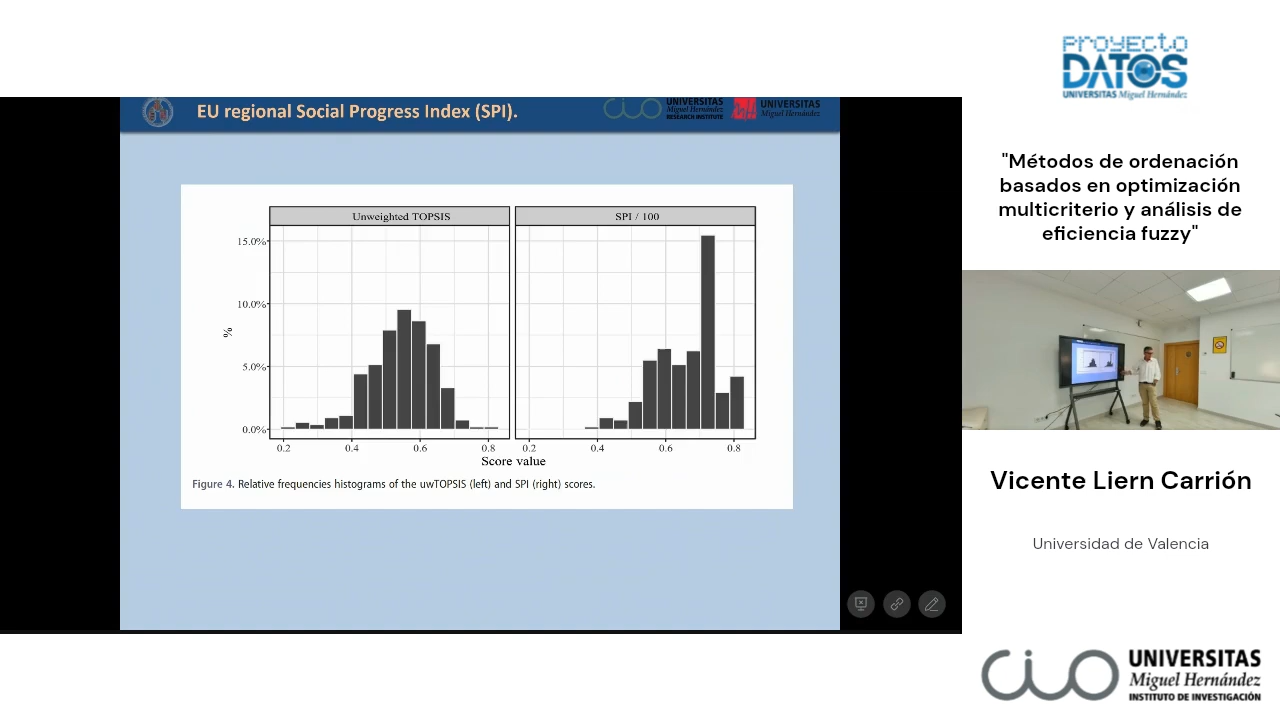 EU regional Social Progress Index (SPI).
UNIVERSITAS
Miguel Hernández
RESEARCH INSTITUTE
UNIVERSITAS
Miguel Hernández
Unweighted TOPSIS
SPI / 100
15.0%
10.0%
5.0%
0.0%
%
0.2
0.4
0.6
0.8
0.2
0.4
0.6
0.8
Score value
Figure 4. Relative frequencies histograms of the uwTOPSIS (left) and SPI (right) scores.
PROYECTO
DATOS
UNIVERSITAS Miguel Hernández
"Métodos de ordenación
basados en optimización
multicriterio y análisis de
eficiencia fuzzy"
Vicente Liern Carrión
Universidad de Valencia
CIO
UNIVERSITAS
Miguel Hernández
INSTITUTO DE INVESTIGACIÓN